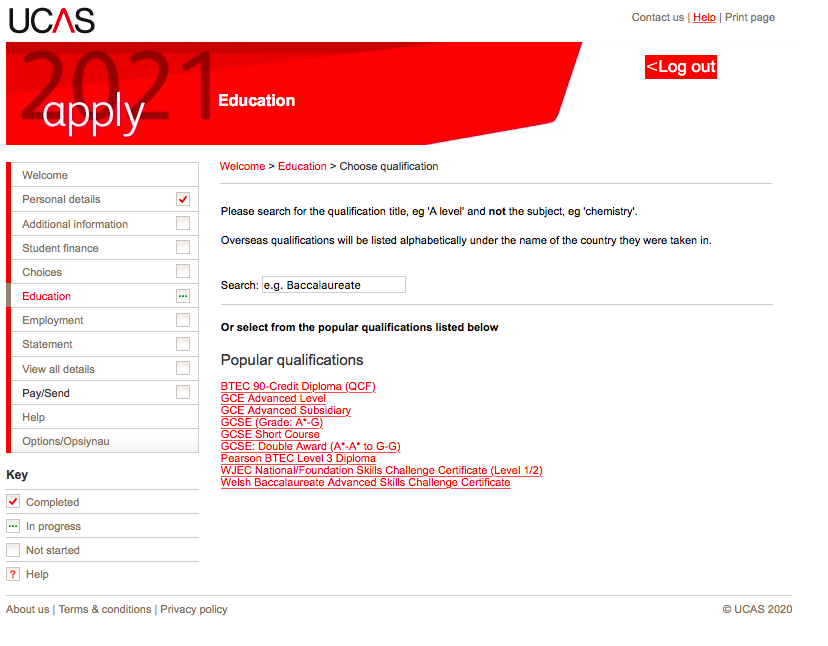 UCAS
Contact us | Help | Print page
2021
apply
Education
<Log out
Welcome
Personal details
Additional information
Student finance
Choices
Education
Employment
Statement
View all details
Pay/Send
Help
Options/Opsiynau
Key
Completed
In progress
Not started
? Help
Welcome > Education > Choose qualification
Please search for the qualification title, eg 'A level' and not the subject, eg 'chemistry'.
Overseas qualifications will be listed alphabetically under the name of the country they were taken in.
Search: e.g. Baccalaureate
Or select from the popular qualifications listed below
Popular qualifications
BTEC 90-Credit Diploma (QCF)
GCE Advanced Level
GCE Advanced Subsidiary
GCSE (Grade: A*-G)
GCSE Short Course
GCSE: Double Award (A*-A* to G-G)
Pearson BTEC Level 3 Diploma
WJEC National/Foundation Skills Challenge Certificate (Level 1/2)
Welsh Baccalaureate Advanced Skills Challenge Certificate
About us | Terms & conditions | Privacy policy
© UCAS 2020